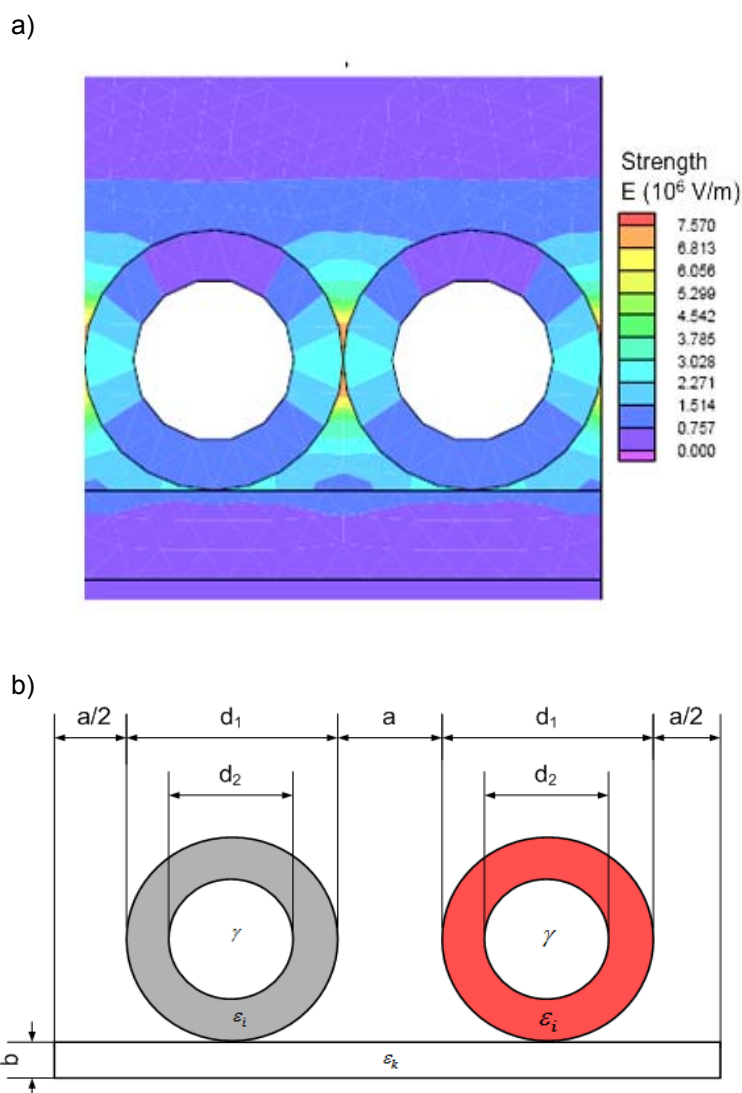 a)
Strength
E (10⁶ V/m)
7.570
6.813
6.056
5.299
4.542
3.785
3.028
2.271
1.514
0.757
0.000
b)
a/2 d₁ a d₁ a/2
d₂ d₂
γ γ
εᵢ εᵢ
b εₖ